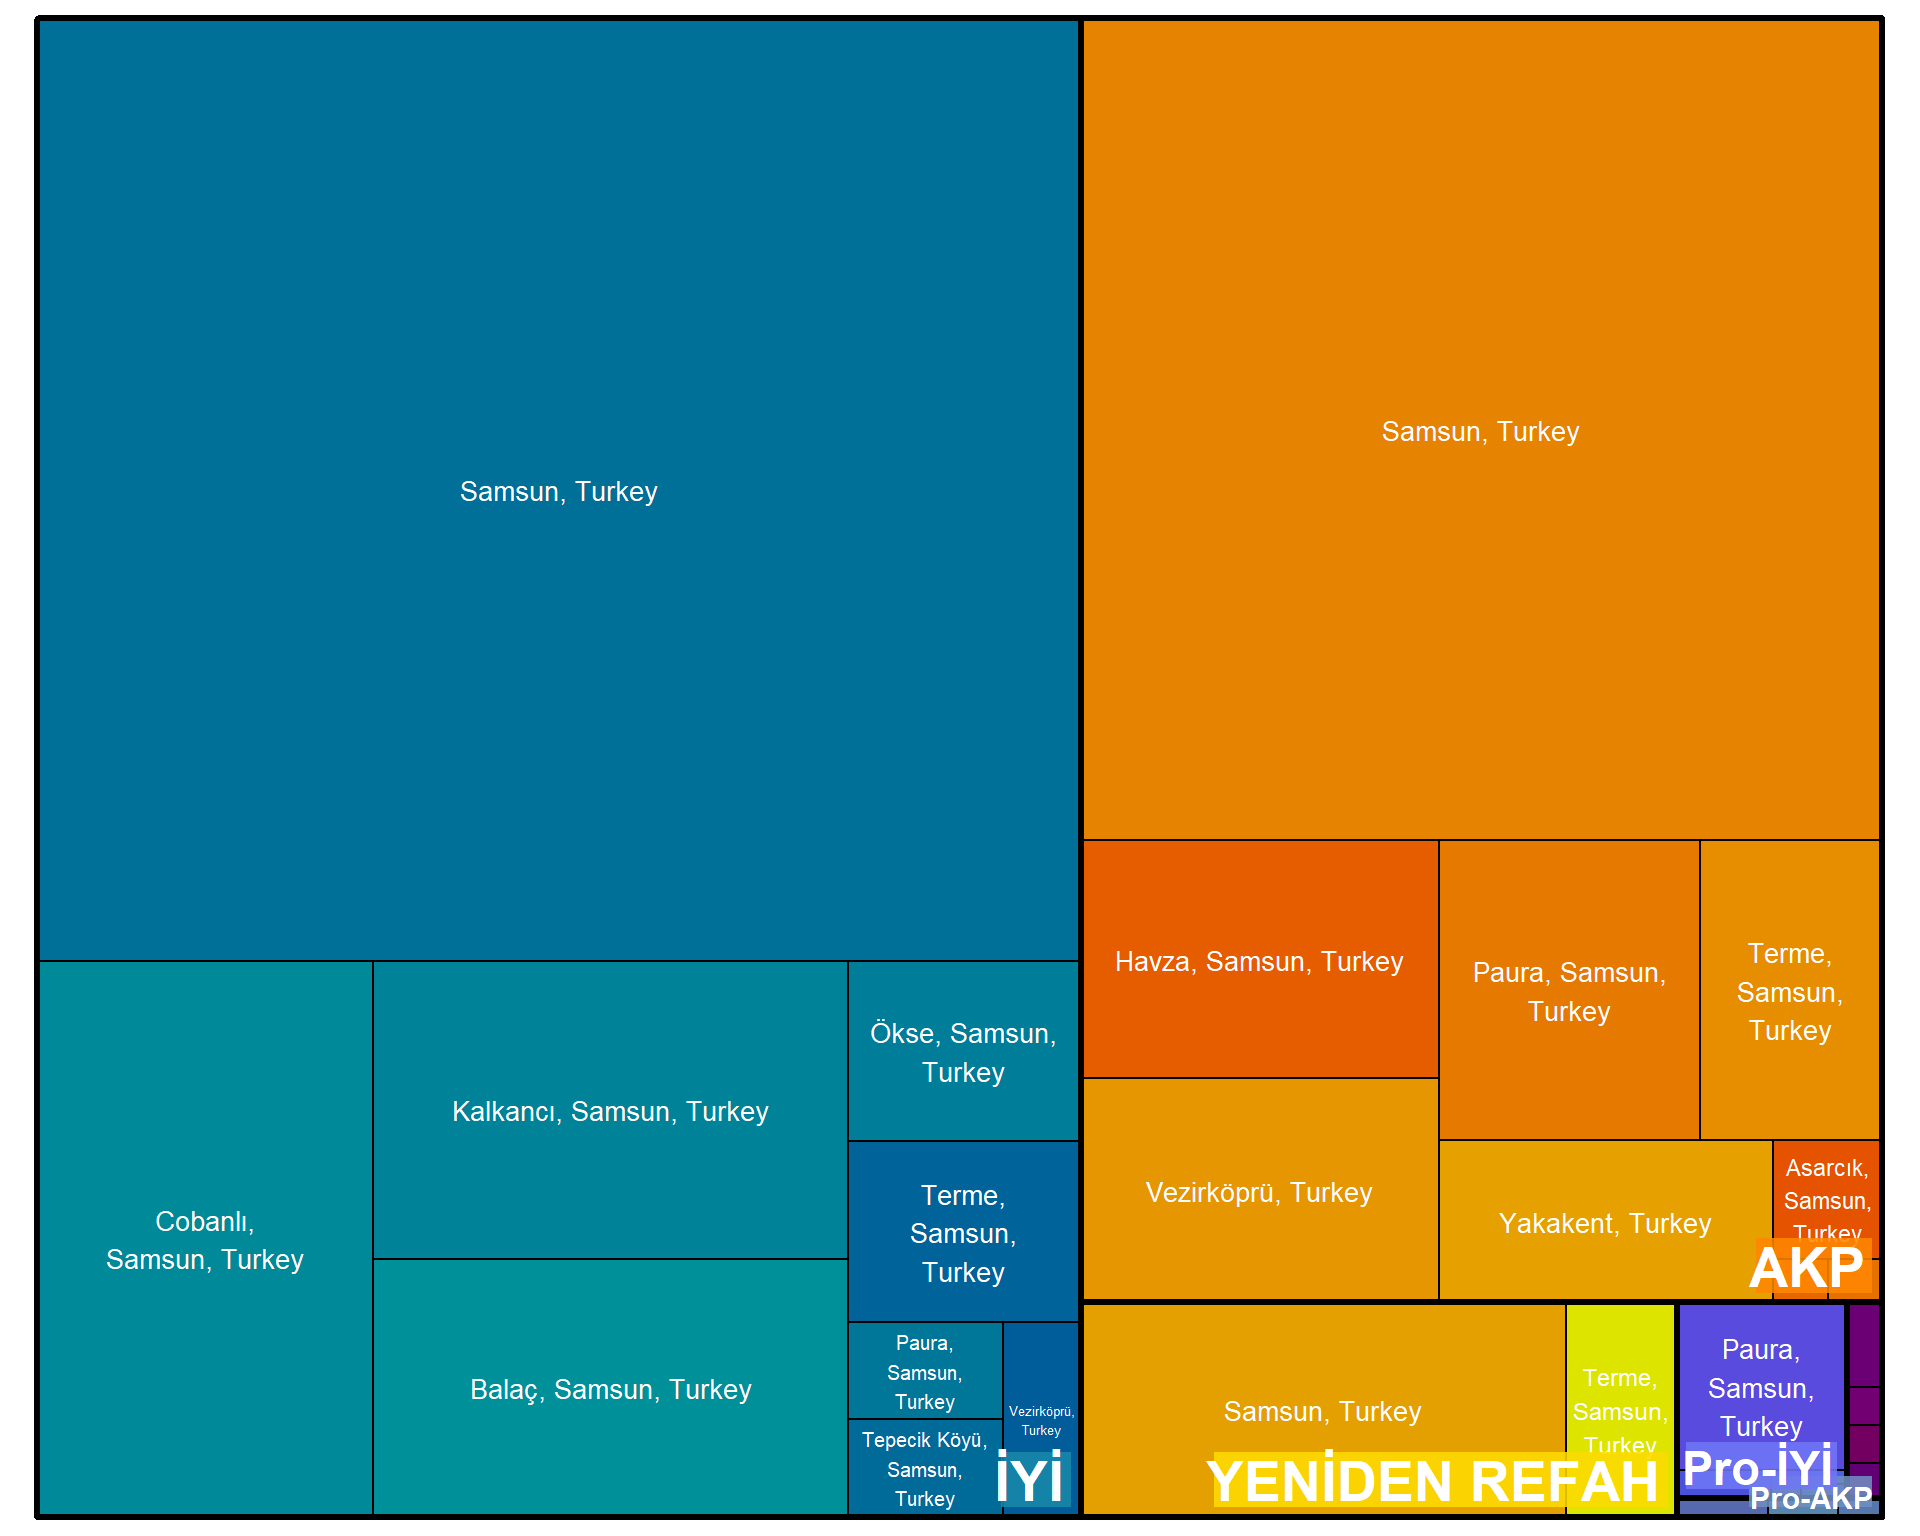 Samsun, Turkey
Cobanlı,
Samsun, Turkey
Kalkancı, Samsun, Turkey
Balaç, Samsun, Turkey
Ökse, Samsun,
Turkey
Terme,
Samsun,
Turkey
Paura,
Samsun,
Turkey
Tepecik Köyü,
Samsun,
Turkey
Vezirköprü,
Turkey
İYİ
Samsun, Turkey
Havza, Samsun, Turkey
Vezirköprü, Turkey
Paura, Samsun,
Turkey
Terme,
Samsun,
Turkey
Yakakent, Turkey
Asarcık,
Samsun,
Turkey
AKP
Samsun, Turkey
Terme,
Samsun,
Turkey
YENİDEN REFAH
Paura,
Samsun,
Turkey
Pro-İYİ
Pro-AKP